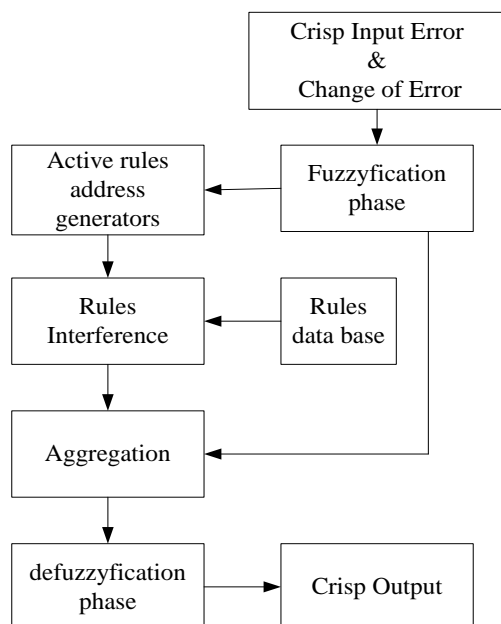 Crisp Input Error
&
Change of Error
Active rules
address
generators
Fuzzyfication
phase
Rules
Interference
Rules
data base
Aggregation
defuzzyfication
phase
Crisp Output